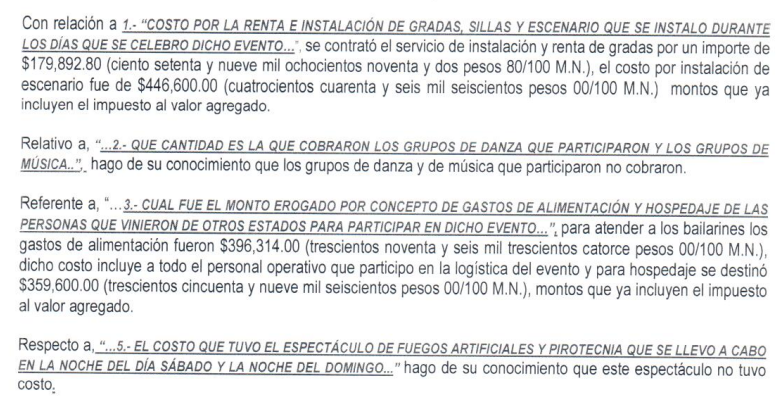 Con relación a 1.- “COSTO POR LA RENTA E INSTALACIÓN DE GRADAS, SILLAS Y ESCENARIO QUE SE INSTALO DURANTE
LOS DÍAS QUE SE CELEBRO DICHO EVENTO...”, se contrató el servicio de instalación y renta de gradas por un importe de
$179,892.80 (ciento setenta y nueve mil ochocientos noventa y dos pesos 80/100 M.N.), el costo por instalación de
escenario fue de $446,600.00 (cuatrocientos cuarenta y seis mil seiscientos pesos 00/100 M.N.) montos que ya
incluyen el impuesto al valor agregado.
Relativo a, “...2.- QUE CANTIDAD ES LA QUE COBRARON LOS GRUPOS DE DANZA QUE PARTICIPARON Y LOS GRUPOS DE
MÚSICA..”, hago de su conocimiento que los grupos de danza y de música que participaron no cobraron.
Referente a, “...3.- CUAL FUE EL MONTO EROGADO POR CONCEPTO DE GASTOS DE ALIMENTACIÓN Y HOSPEDAJE DE LAS
PERSONAS QUE VINIERON DE OTROS ESTADOS PARA PARTICIPAR EN DICHO EVENTO...”, para atender a los bailarines los
gastos de alimentación fueron $396,314.00 (trescientos noventa y seis mil trescientos catorce pesos 00/100 M.N.),
dicho costo incluye a todo el personal operativo que participo en la logística del evento y para hospedaje se destinó
$359,600.00 (trescientos cincuenta y nueve mil seiscientos pesos 00/100 M.N.), montos que ya incluyen el impuesto
al valor agregado.
Respecto a, “...5.- EL COSTO QUE TUVO EL ESPECTÁCULO DE FUEGOS ARTIFICIALES Y PIROTECNIA QUE SE LLEVO A CABO
EN LA NOCHE DEL DÍA SÁBADO Y LA NOCHE DEL DOMINGO...” hago de su conocimiento que este espectáculo no tuvo
costo.